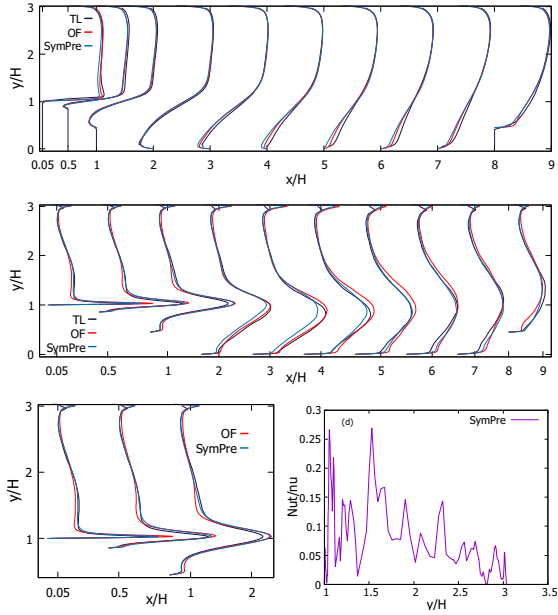 3
TL
OF
SymPre
2
y/H
1
0
0.05 0.5 1 2 3 4 5 6 7 8 9
x/H
3
2
y/H
1
TL
OF
SymPre
0
0.05 0.5 1 2 3 4 5 6 7 8 9
x/H
3
OF
SymPre
2
y/H
1
0
0.05 0.5 1 2
x/H
0.3
(d)
SymPre
0.25
0.2
Nut/nu
0.15
0.1
0.05
0
1 1.5 2 2.5 3 3.5
y/H